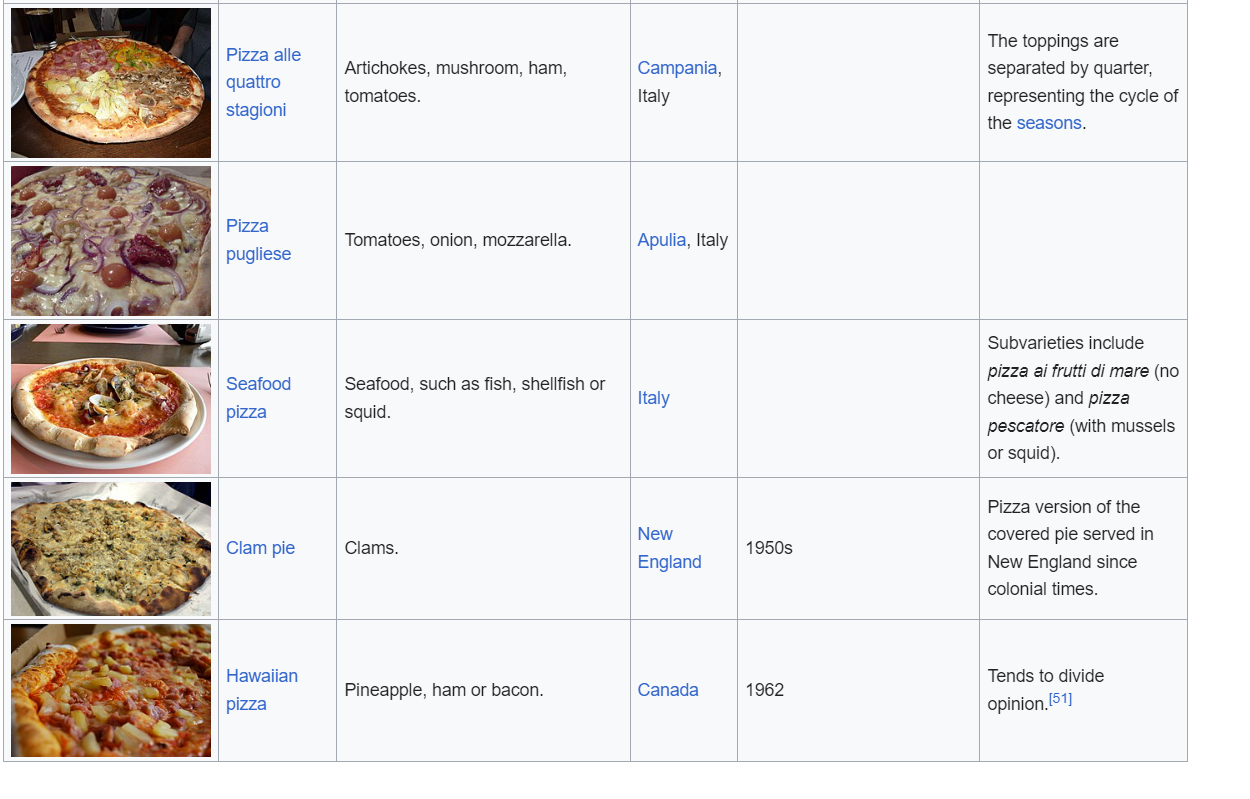 Pizza alle
quattro
stagioni
Artichokes, mushroom, ham,
tomatoes.
Campania,
Italy
The toppings are
separated by quarter,
representing the cycle of
the seasons.
Pizza
pugliese
Tomatoes, onion, mozzarella.
Apulia, Italy
Seafood
pizza
Seafood, such as fish, shellfish or
squid.
Italy
Subvarieties include
pizza ai frutti di mare (no
cheese) and pizza
pescatore (with mussels
or squid).
Clam pie
Clams.
New
England
1950s
Pizza version of the
covered pie served in
New England since
colonial times.
Hawaiian
pizza
Pineapple, ham or bacon.
Canada
1962
Tends to divide
opinion.[51]